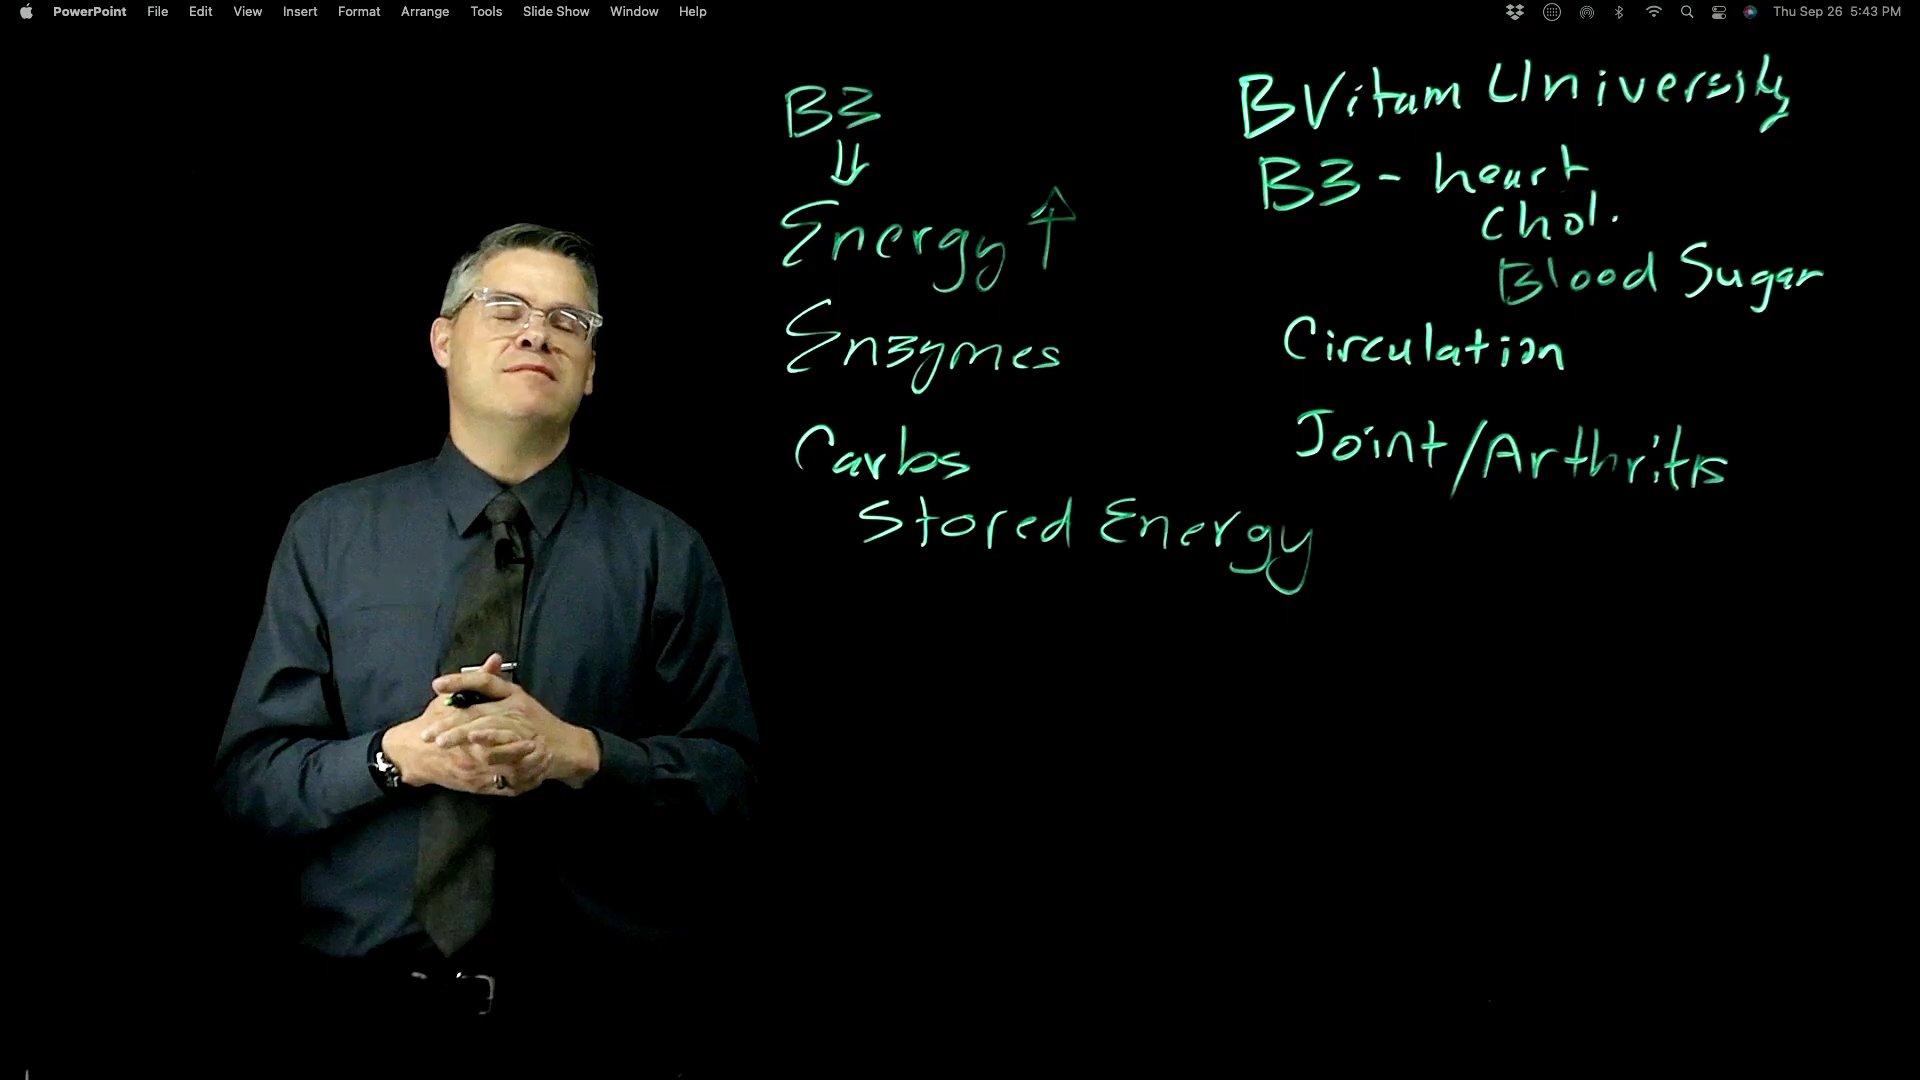 PowerPoint File Edit View Insert Format Arrange Tools Slide Show Window Help Thu Sep 26 5:43 PM
B3
Energy
Enzymes
Carbs
Stored Energy
BVitam University
B3 - heart
Chol.
Blood Sugar
Circulation
Joint/Arthritis